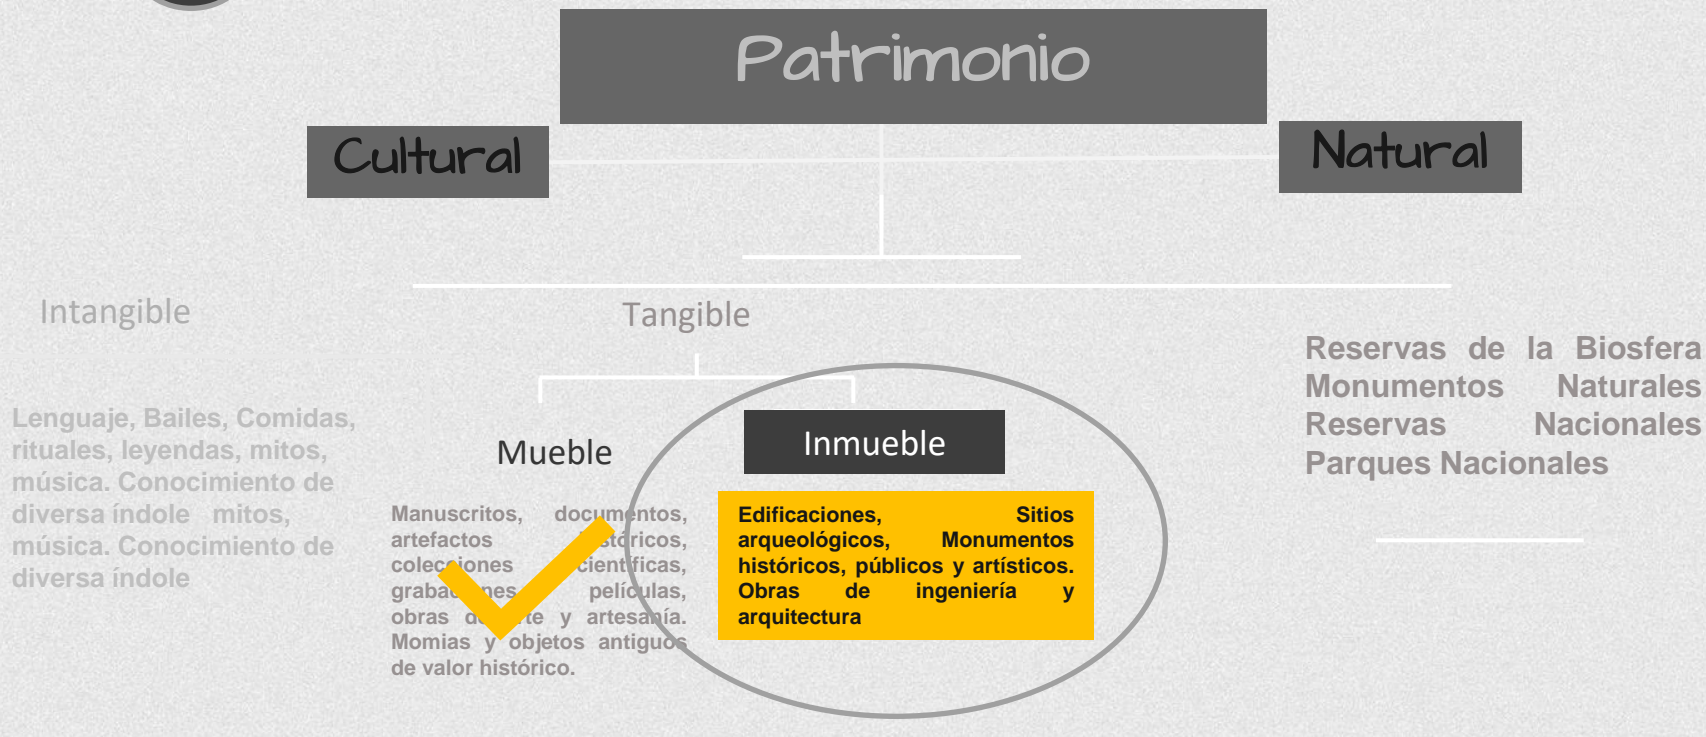 Patrimonio
Cultural
Natural
Intangible
Tangible
Lenguaje, Bailes, Comidas,
rituales, leyendas, mitos,
música. Conocimiento de
diversa índole mitos,
música. Conocimiento de
diversa índole
Mueble
Manuscritos, documentos,
artefactos
colecciones científicas,
películas,
obras y artesanía.
Momias y objetos antiguos
de valor histórico.
Inmueble
Edificaciones, Sitios
arqueológicos, Monumentos
históricos, públicos y artísticos.
Obras de ingeniería y
arquitectura
Reservas de la Biosfera
Monumentos Naturales
Reservas Nacionales
Parques Nacionales